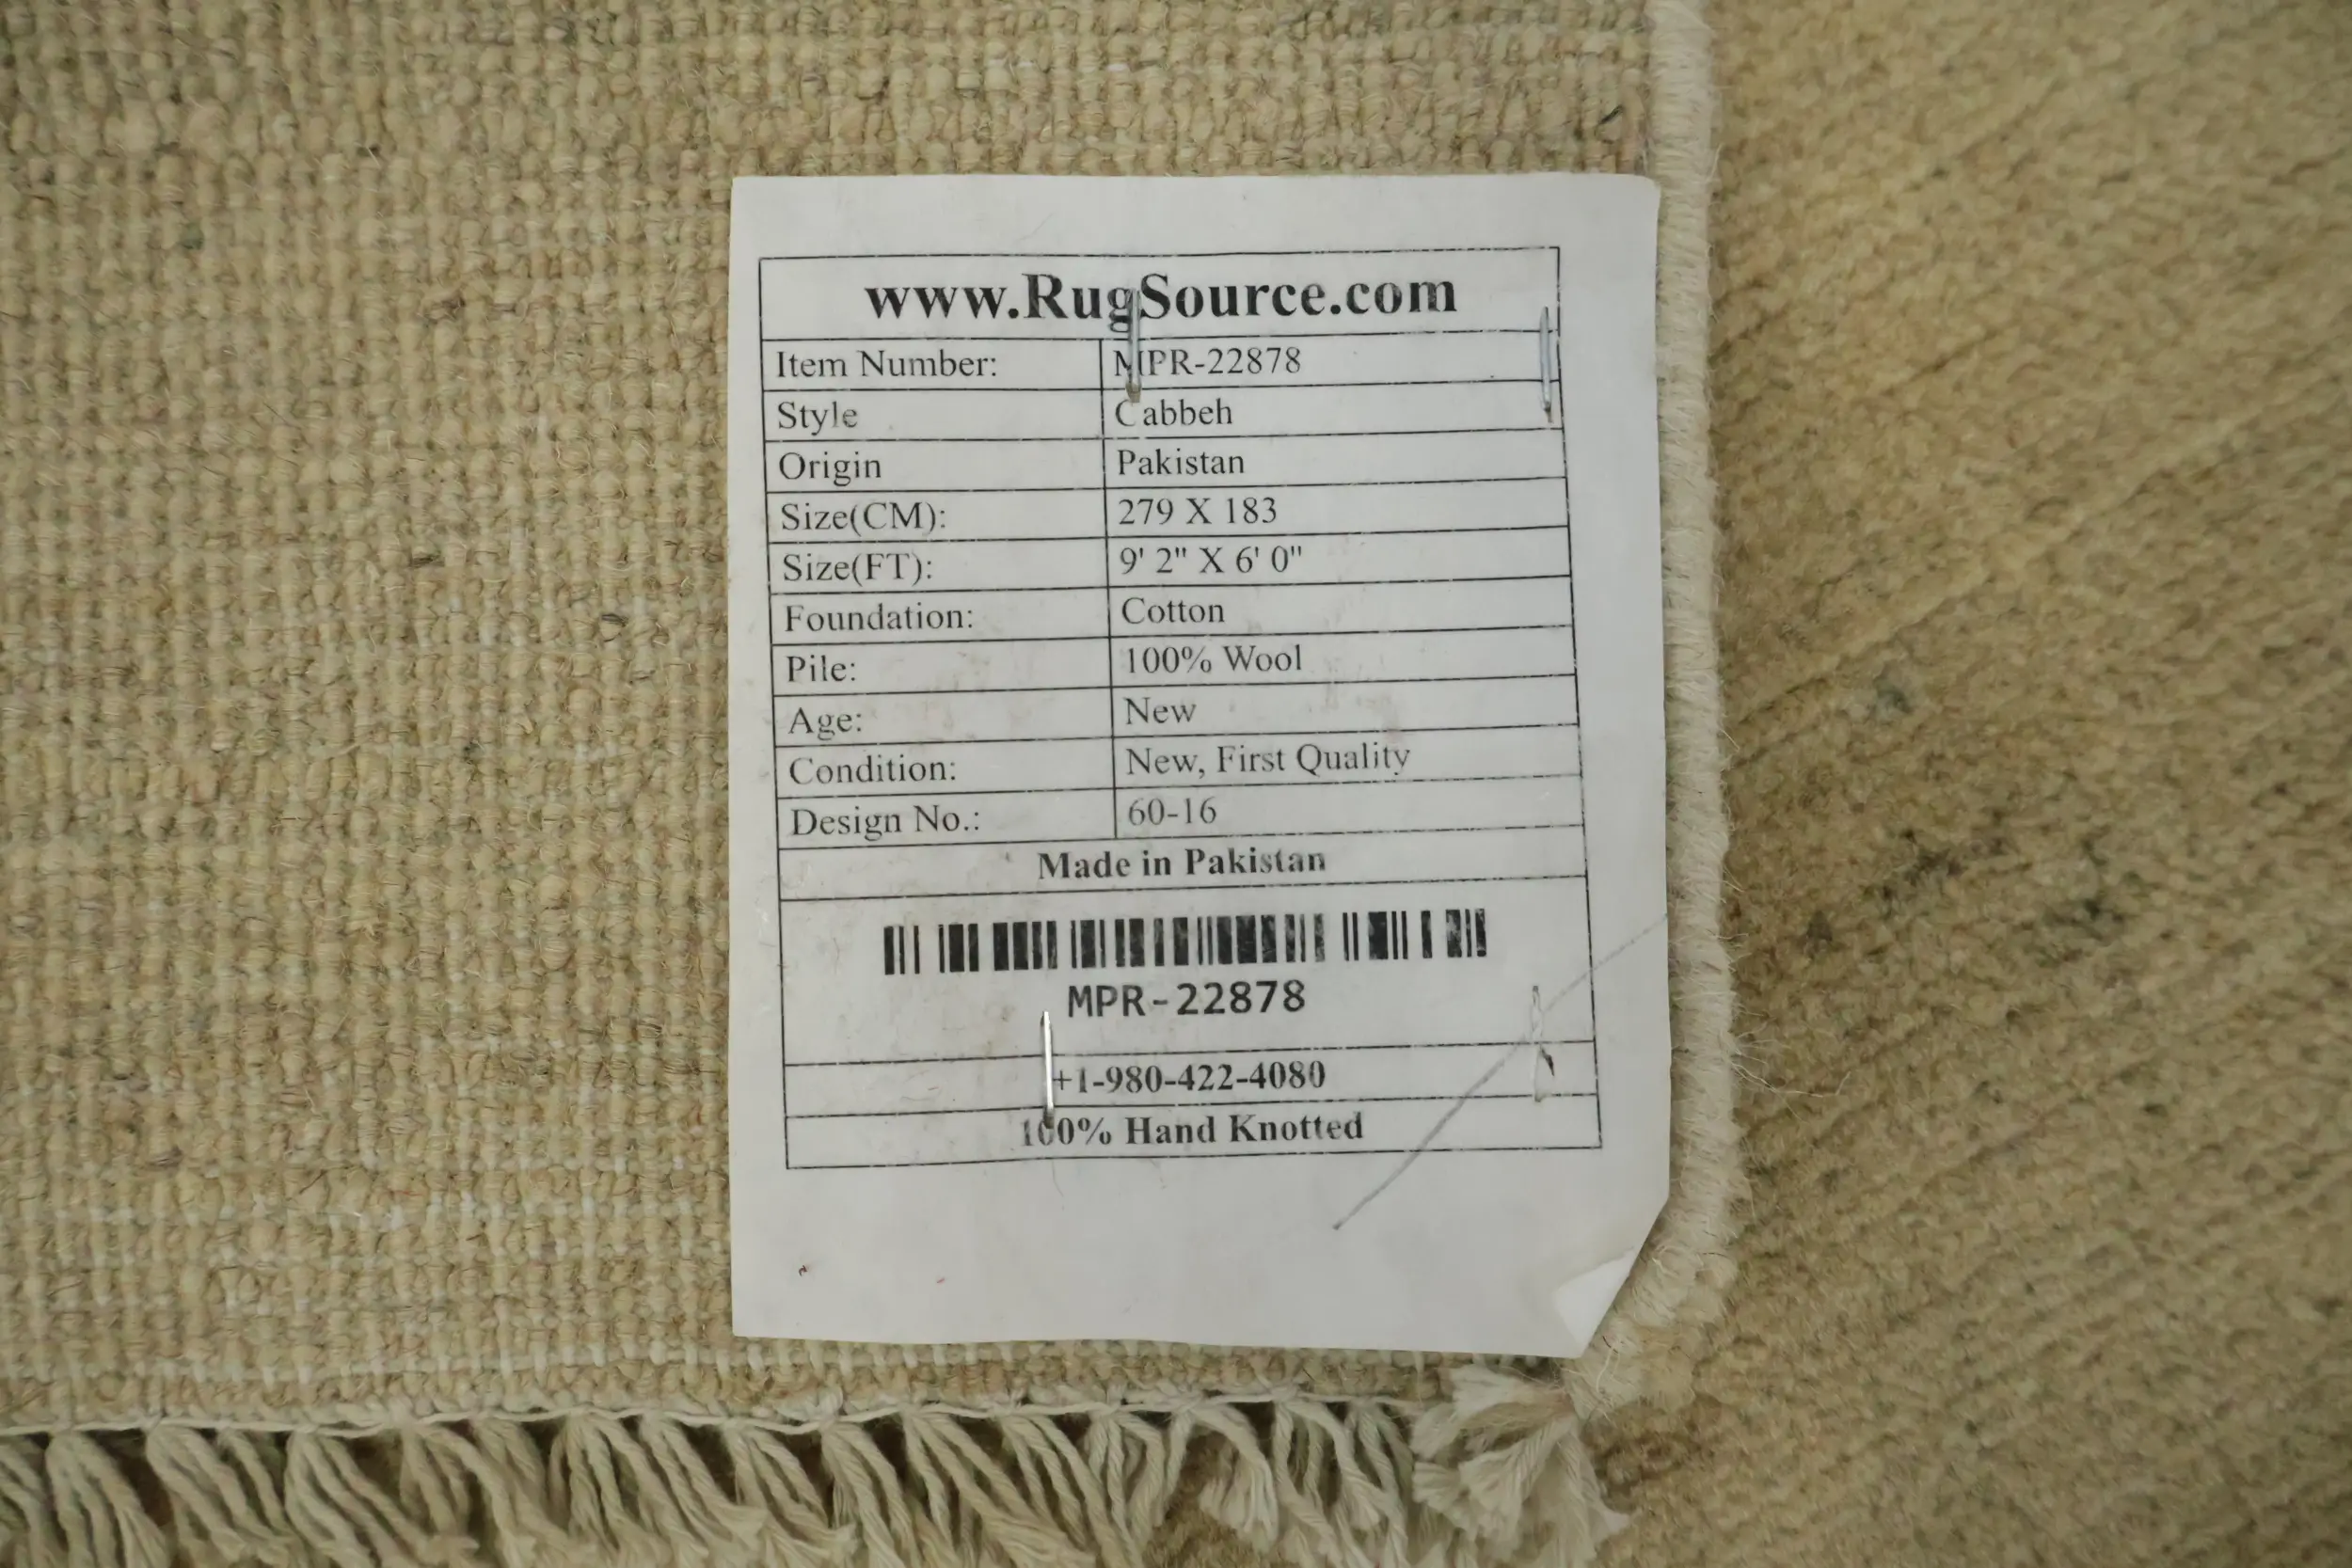 www.RugSource.com
Item Number: MPR-22878
Style Gabbeh
Origin Pakistan
Size(CM): 279 X 183
Size(FT): 9' 2" X 6' 0"
Foundation: Cotton
Pile: 100% Wool
Age: New
Condition: New, First Quality
Design No.: 60-16
Made in Pakistan
MPR-22878
+1-980-422-4080
100% Hand Knotted